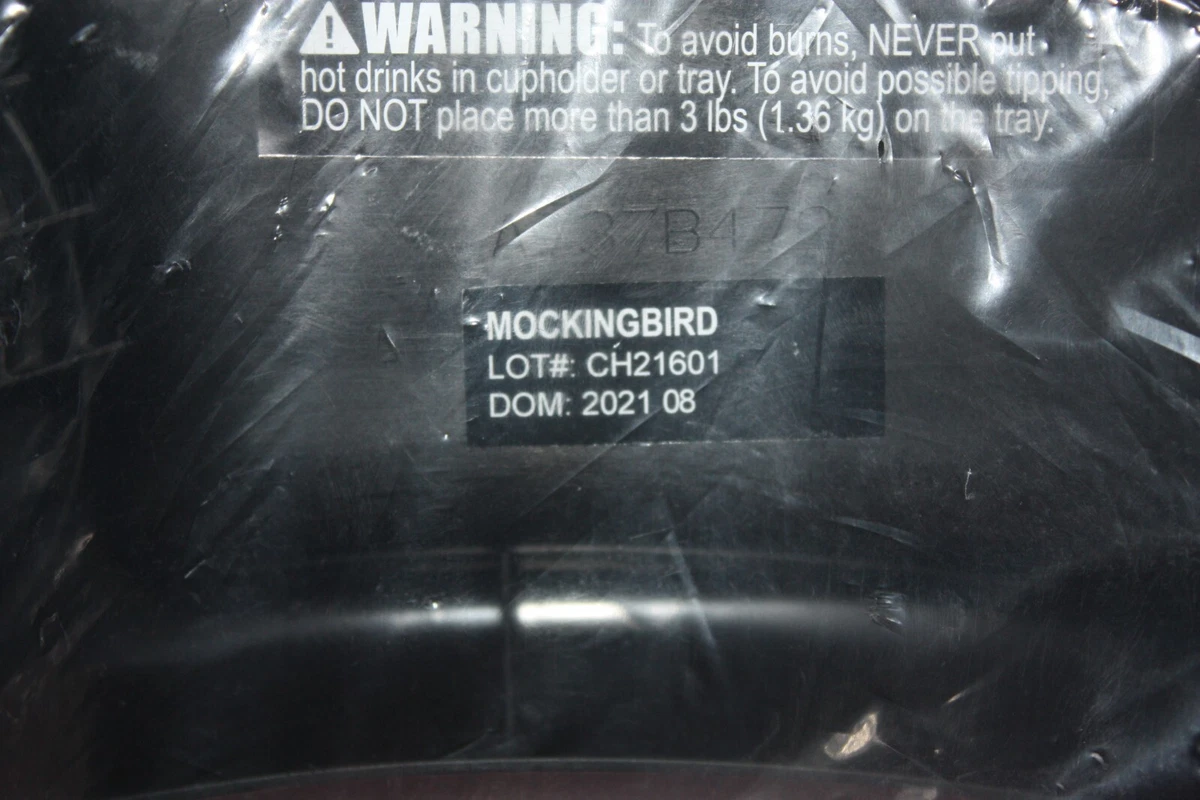 WARNING: To avoid burns, NEVER put
hot drinks in cupholder or tray. To avoid possible tipping,
DO NOT place more than 3 lbs (1.36 kg) on the tray.
MOCKINGBIRD
LOT#: CH21601
DOM: 2021 08